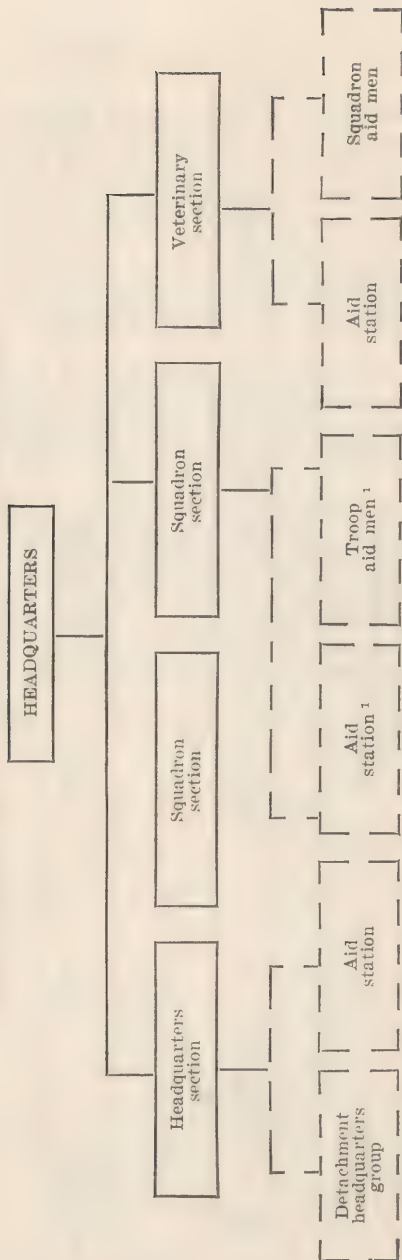 HEADQUARTERS
Headquarters
section
Squadron
section
Squadron
section
Veterinary
section
Detachment
headquarters
group
Aid
station
Aid
station ¹
Troop
aid men ¹
Aid
station
Squadron
aid men